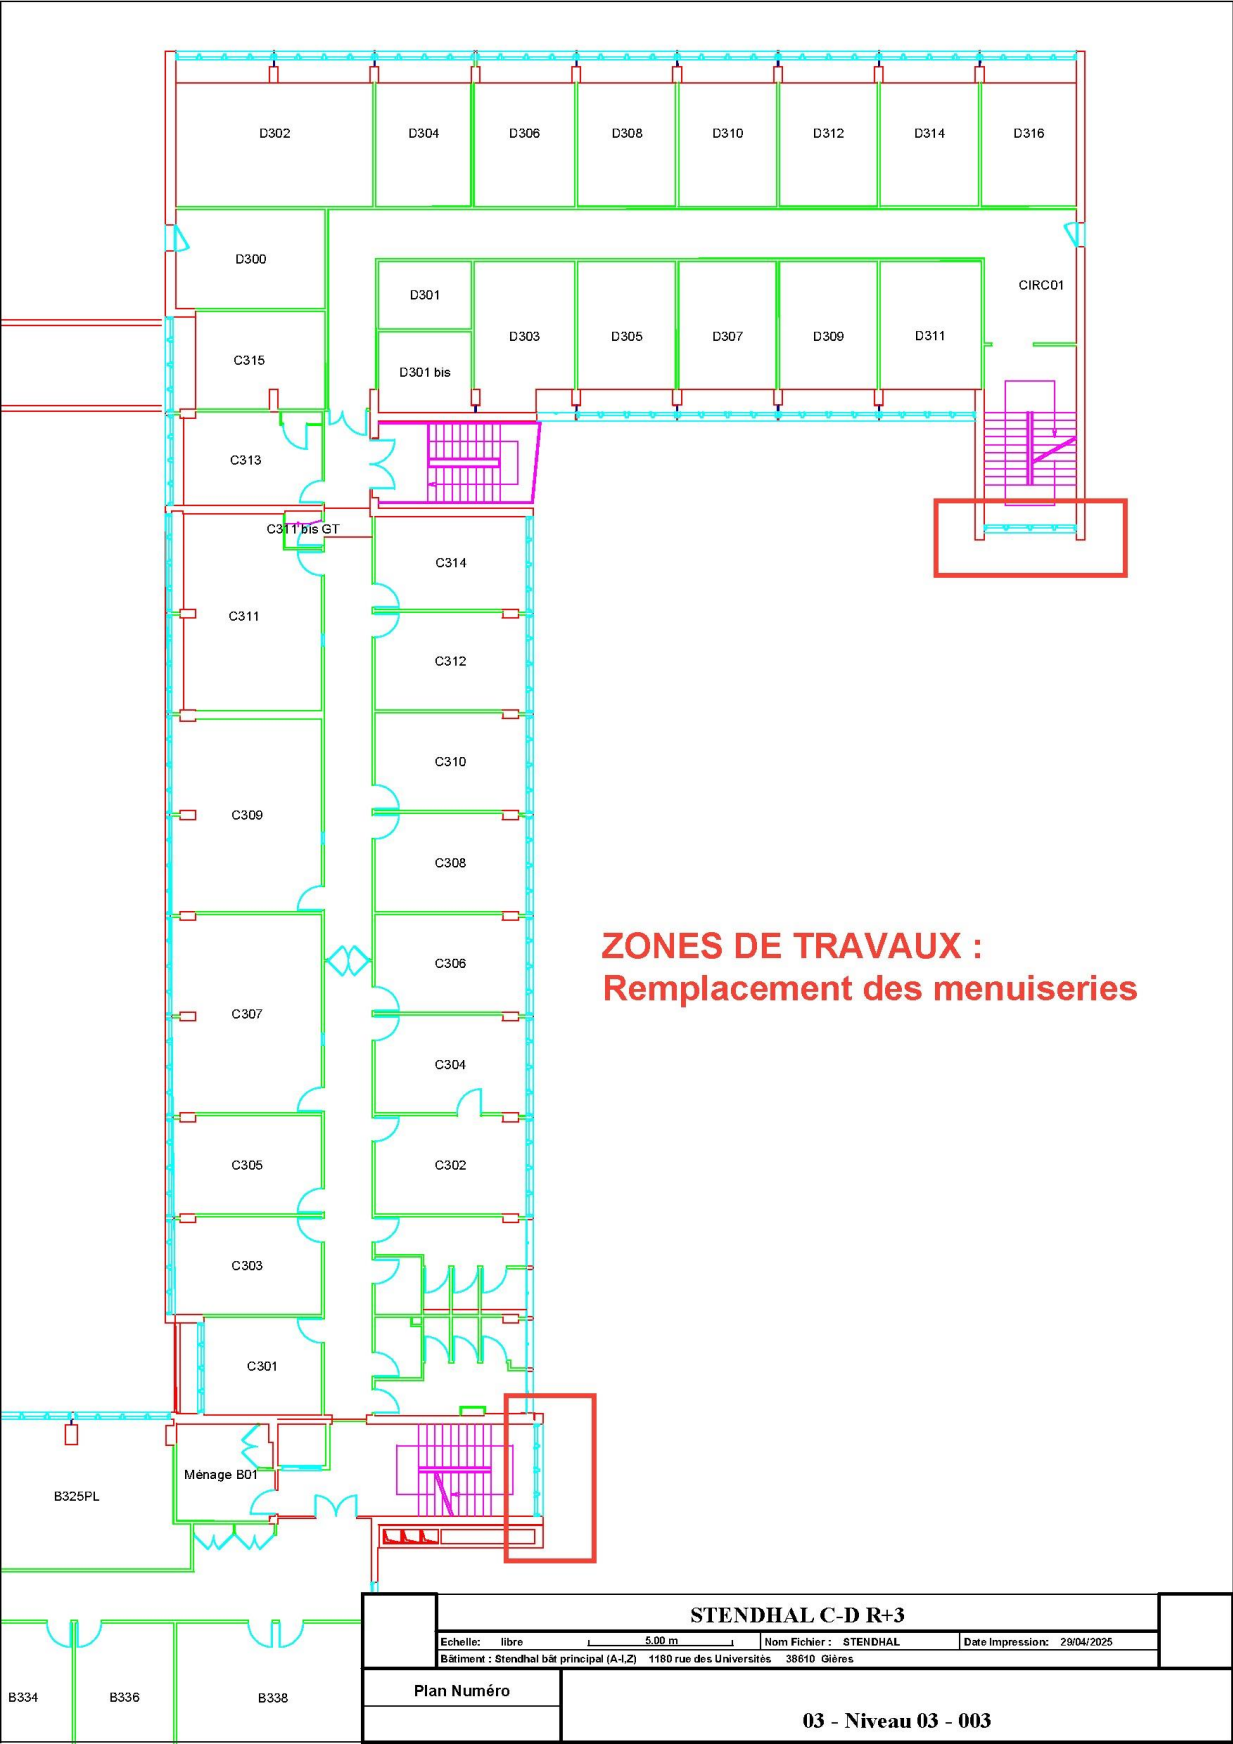 D302
D304
D306
D308
D310
D312
D314
D316
D300
D301
CIRC01
D303
D305
D307
D309
D311
C315
D301 bis
C313
C311 bis GT
C314
C311
C312
C310
C309
C308
ZONES DE TRAVAUX :
Remplacement des menuiseries
C306
C307
C304
C305
C302
C303
C301
Ménage B01
B325PL
STENDHAL C-D R+3
Echelle: libre 5.00 m Nom Fichier : STENDHAL Date Impression: 29/04/2025
Bâtiment : Stendhal bât principal (A-I,Z) 1180 rue des Universités 38610 Gières
B334
B336
B338
Plan Numéro
03 - Niveau 03 - 003